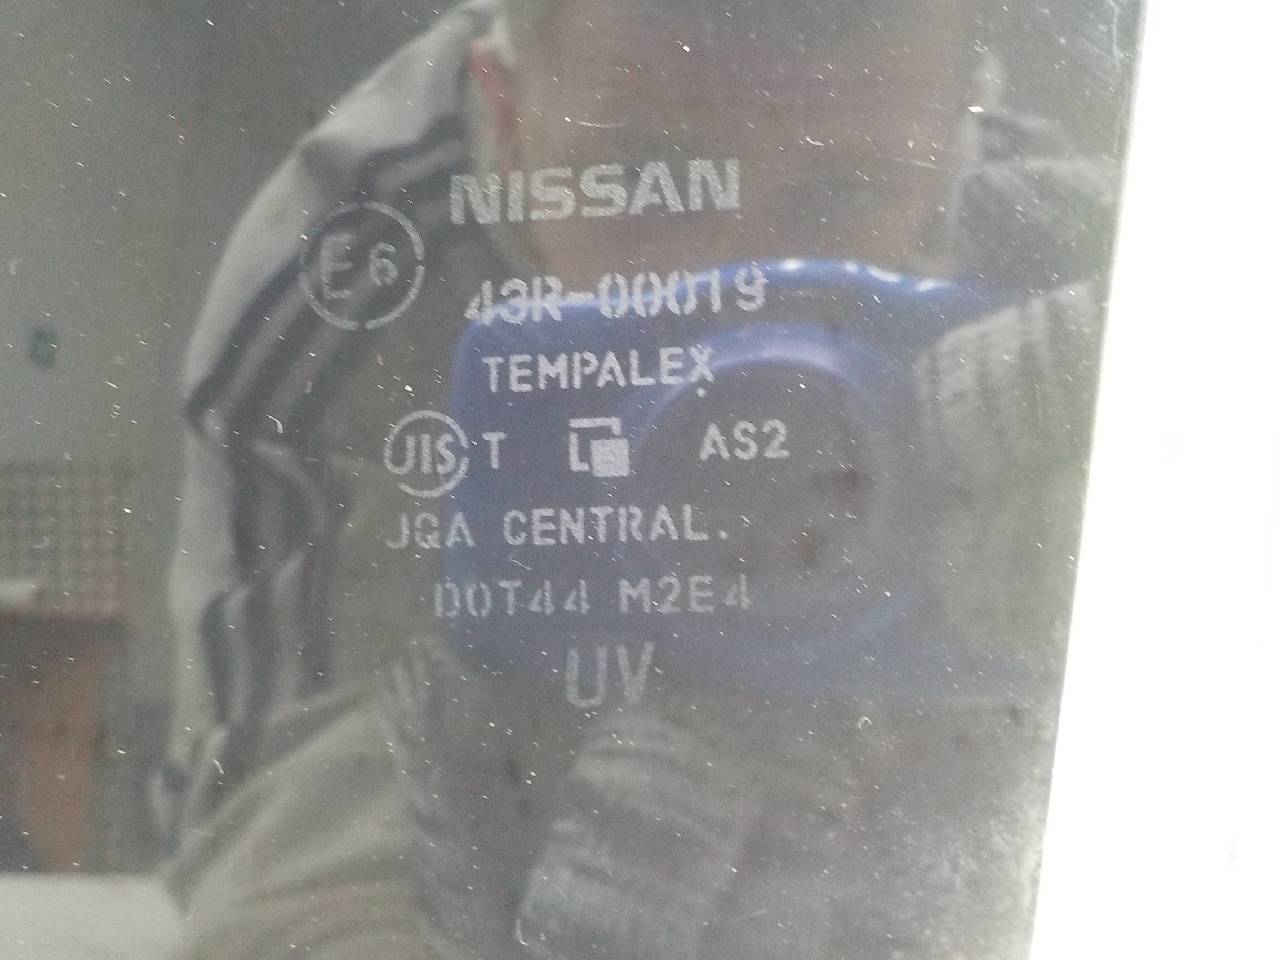 NISSAN
E6
43R-00019
TEMPALEX
JIS T AS2
JQA CENTRAL.
DOT44 M2E4
UV